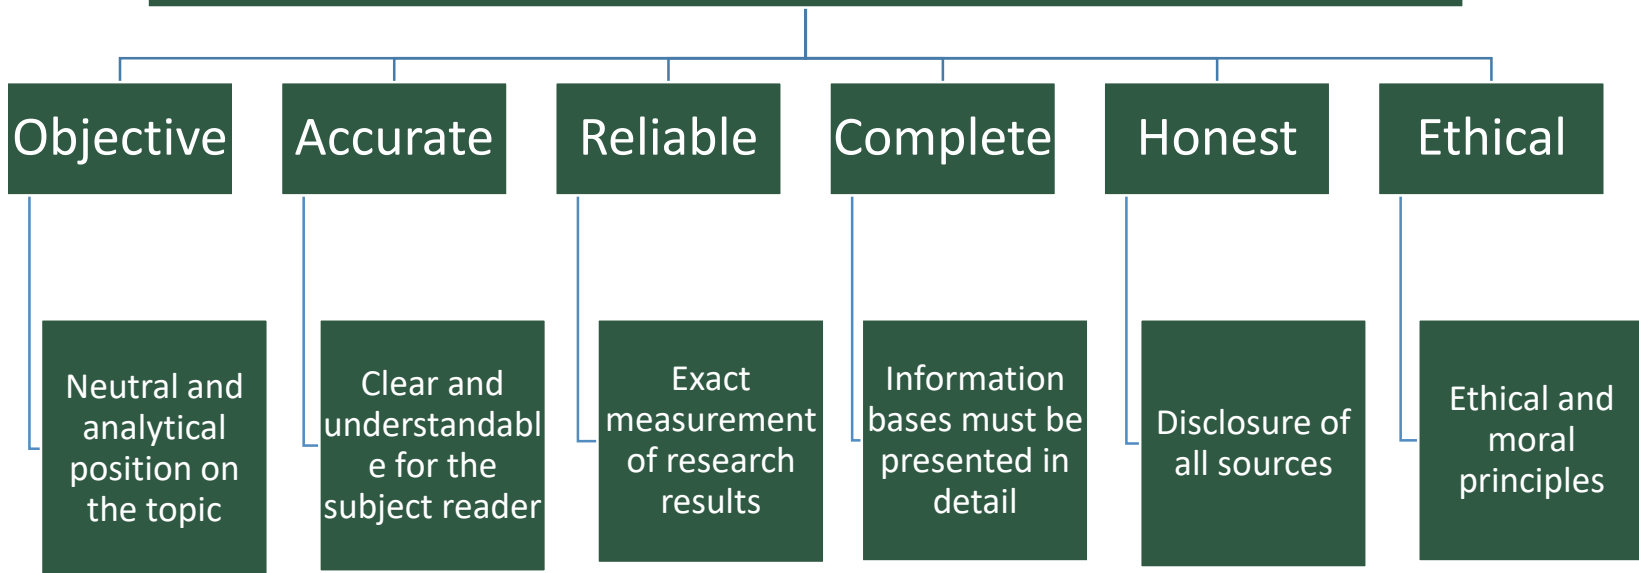 Objective
Accurate
Reliable
Complete
Honest
Ethical
Neutral and
analytical
position on
the topic
Clear and
understandabl
e for the
subject reader
Exact
measurement
of research
results
Information
bases must be
presented in
detail
Disclosure of
all sources
Ethical and
moral
principles